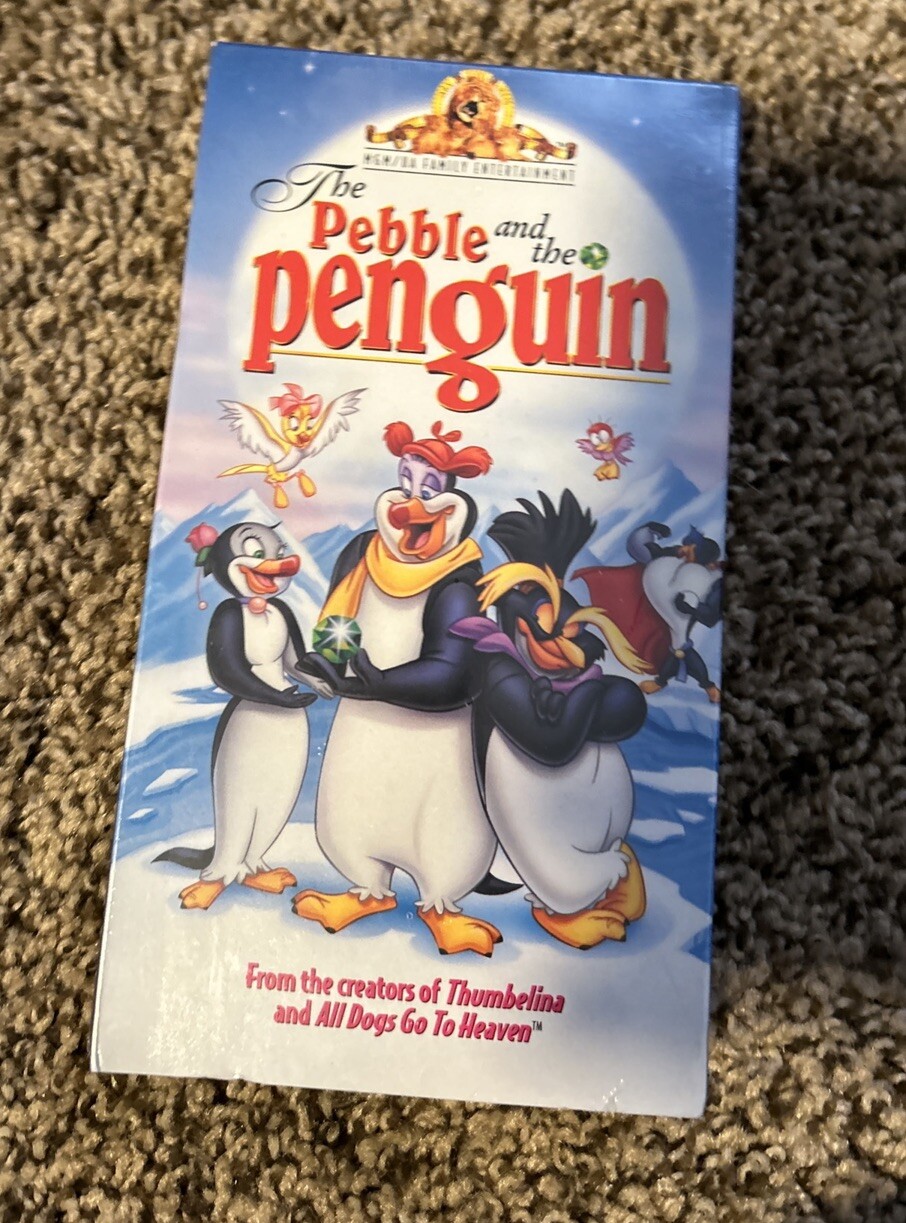 MGM/UA FAMILY ENTERTAINMENT
The
Pebble and the
Penguin
From the creators of Thumbelina
and All Dogs Go To Heaven™